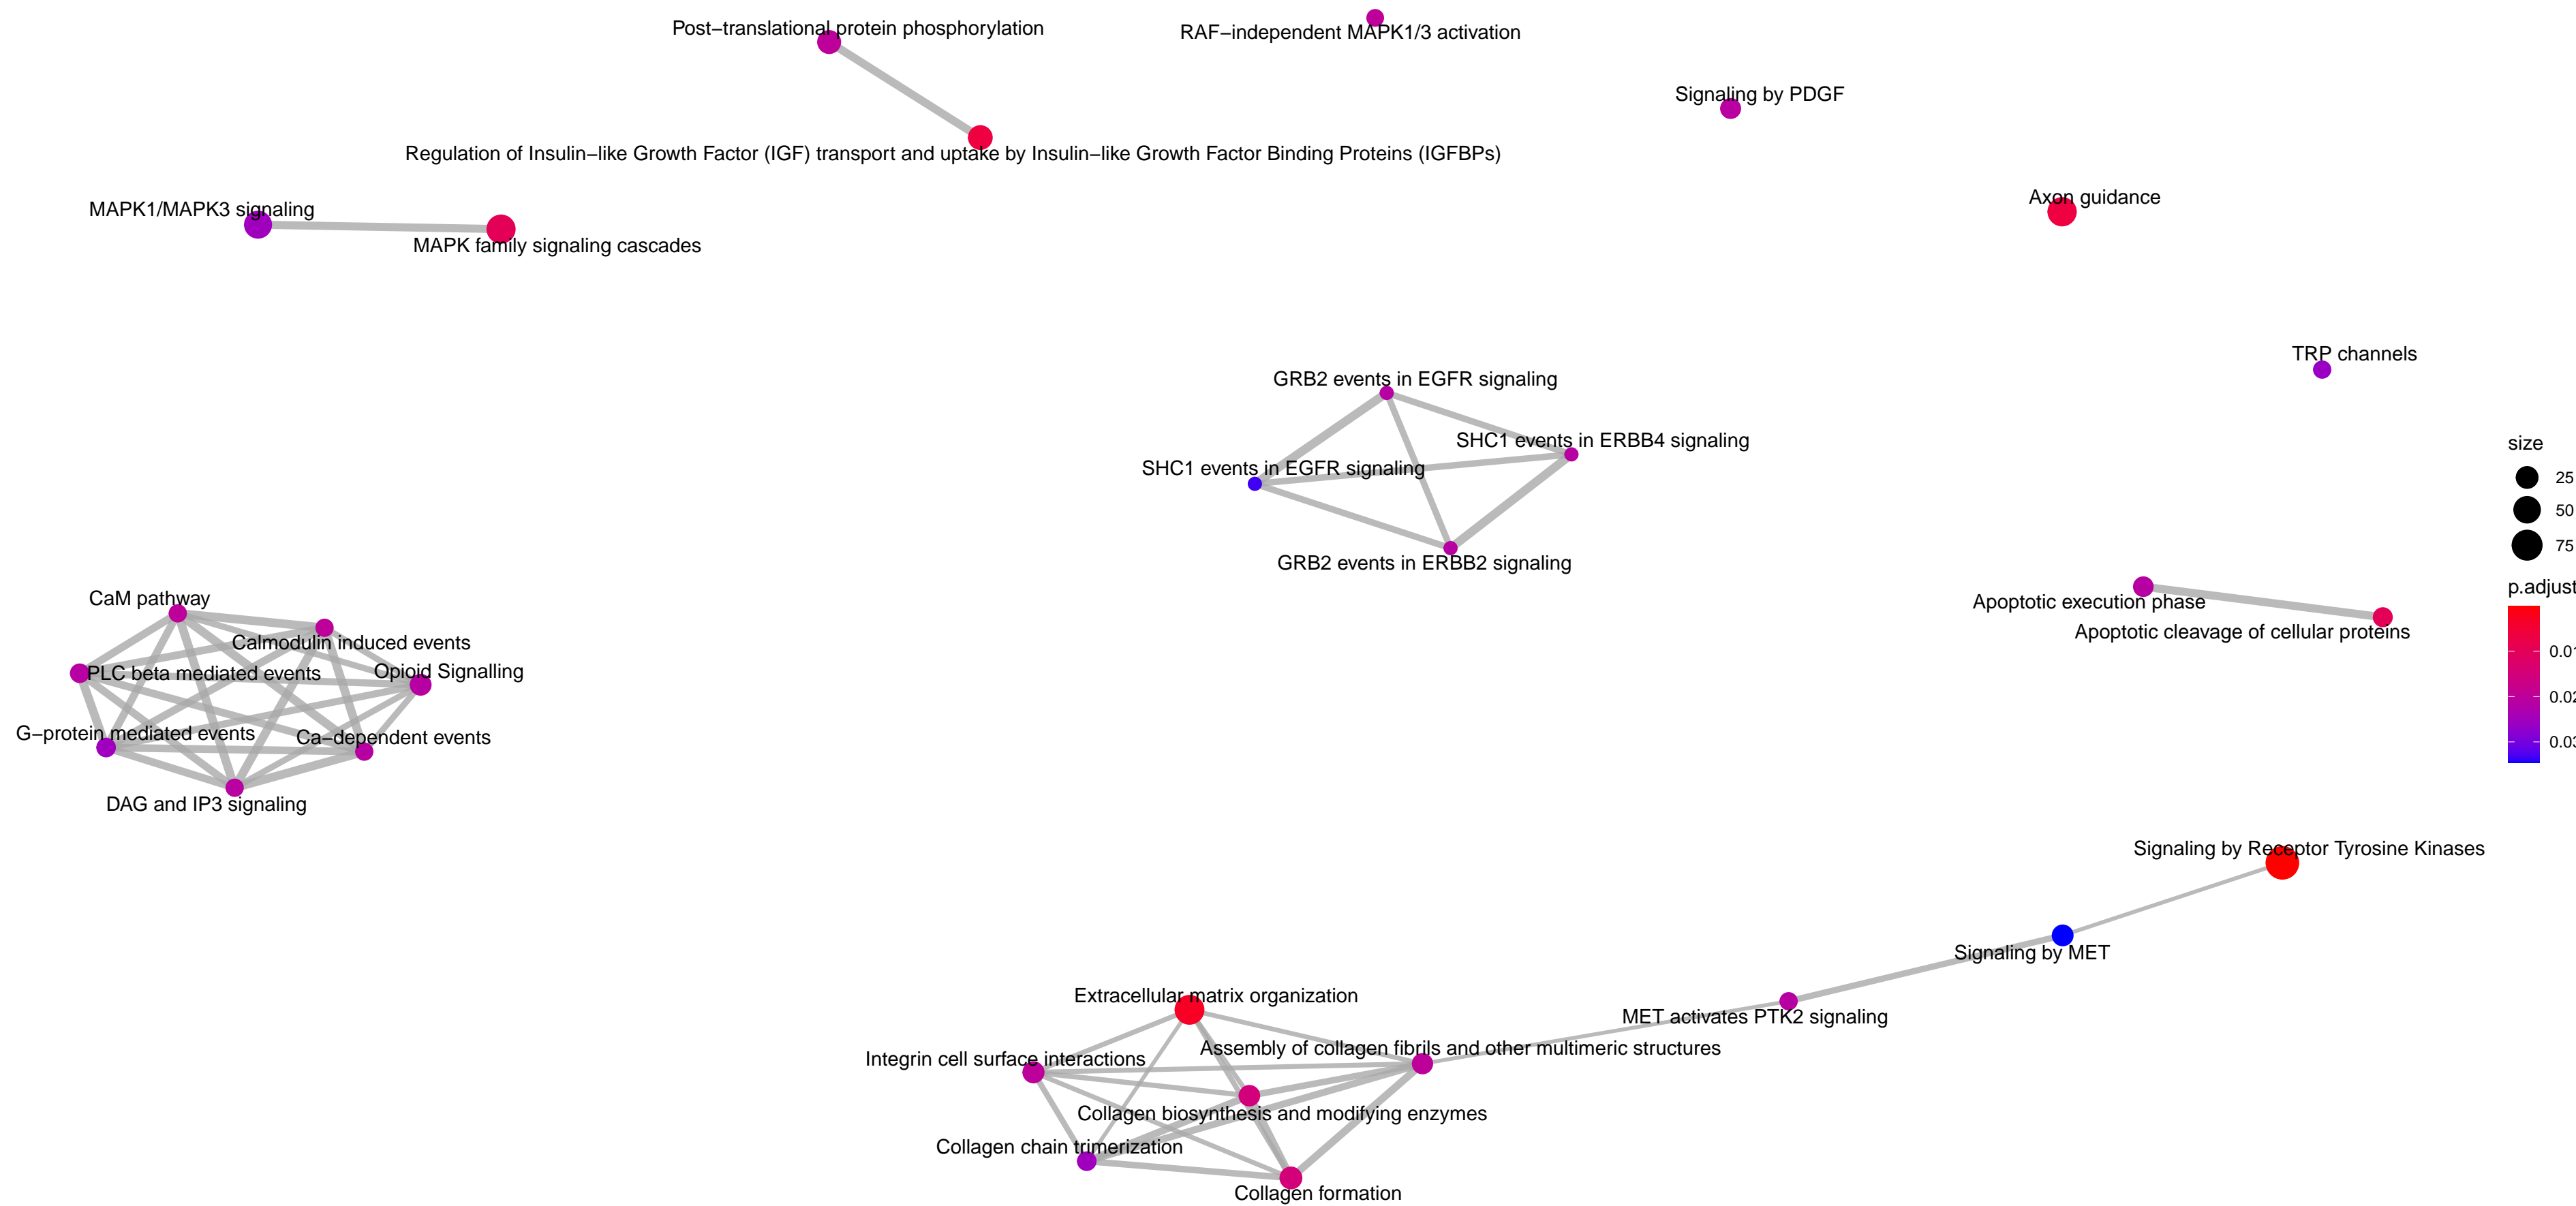 Post−translational protein phosphorylation
RAF−independent MAPK1/3 activation
Signaling by PDGF
Regulation of Insulin−like Growth Factor (IGF) transport and uptake by Insulin−like Growth Factor Binding Proteins (IGFBPs)
Axon guidance
MAPK1/MAPK3 signaling
MAPK family signaling cascades
TRP channels
GRB2 events in EGFR signaling
SHC1 events in ERBB4 signaling
SHC1 events in EGFR signaling
GRB2 events in ERBB2 signaling
size
25
50
75
p.adjust
0.01
0.02
0.03
Apoptotic execution phase
Apoptotic cleavage of cellular proteins
CaM pathway
Calmodulin induced events
PLC beta mediated events
Opioid Signalling
G−protein mediated events
Ca−dependent events
DAG and IP3 signaling
Signaling by Receptor Tyrosine Kinases
Signaling by MET
MET activates PTK2 signaling
Extracellular matrix organization
Assembly of collagen fibrils and other multimeric structures
Integrin cell surface interactions
Collagen biosynthesis and modifying enzymes
Collagen chain trimerization
Collagen formation